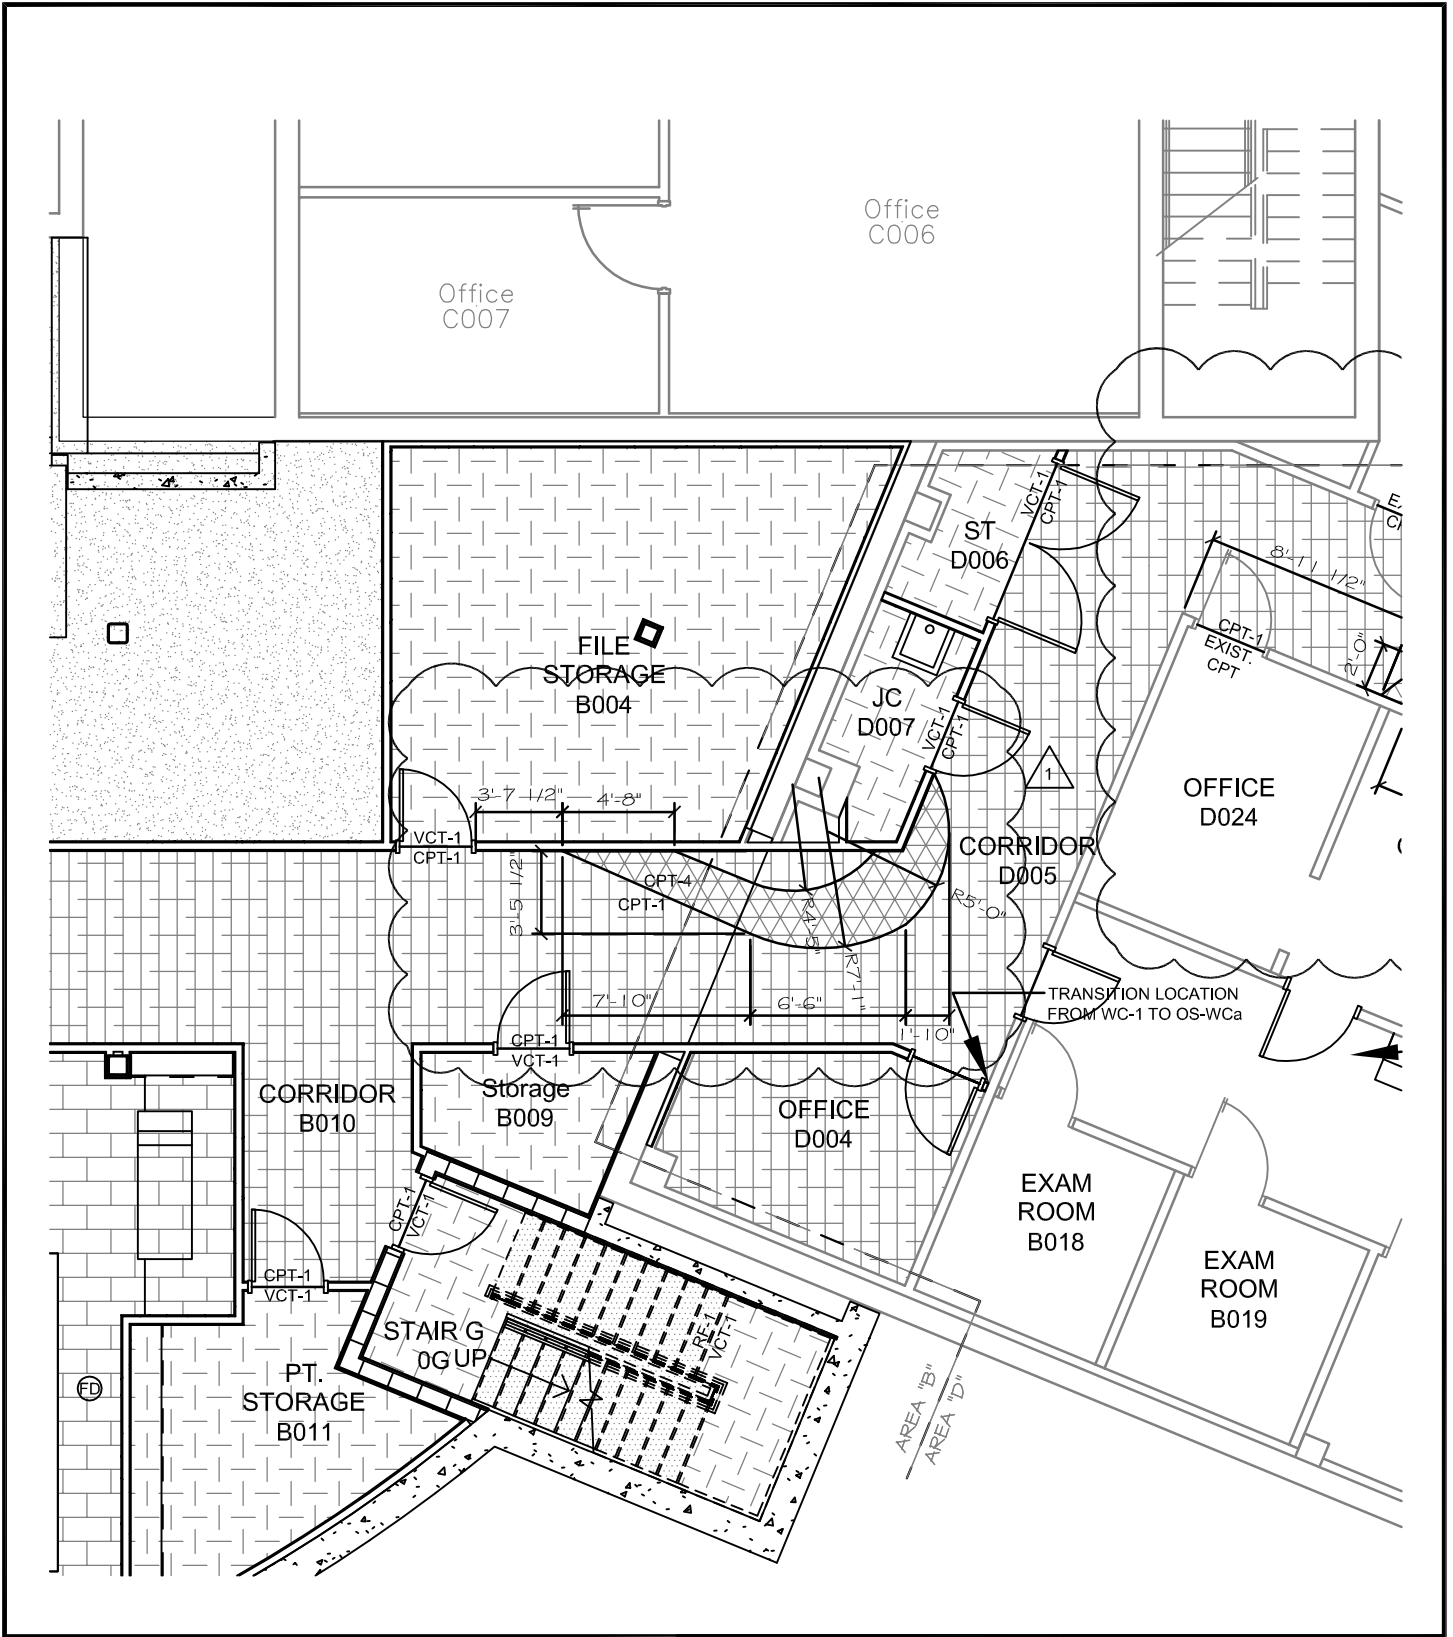 Office
C006
Office
C007
VCT-1
CPT-1
ST
D006
8'-11 1/2"
CPT-1
EXIST.
CPT
2'-0"
FILE
STORAGE
B004
JC
D007
VCT-1
CPT-1
1
OFFICE
D024
3'-7 1/2"
4'-8"
VCT-1
CPT-1
CORRIDOR
D005
3'-5 1/2"
CPT-4
CPT-1
R5'-0"
R4'-5"
R7'-1"
7'-10"
6'-6"
1'-10"
TRANSITION LOCATION
FROM WC-1 TO OS-WCa
CPT-1
VCT-1
Storage
B009
CORRIDOR
B010
OFFICE
D004
CPT-1
VCT-1
EXAM
ROOM
B018
EXAM
ROOM
B019
CPT-1
VCT-1
STAIR G
0G UP
RF-1
VCT-1
PT.
STORAGE
B011
FD
AREA "B"
AREA "D"